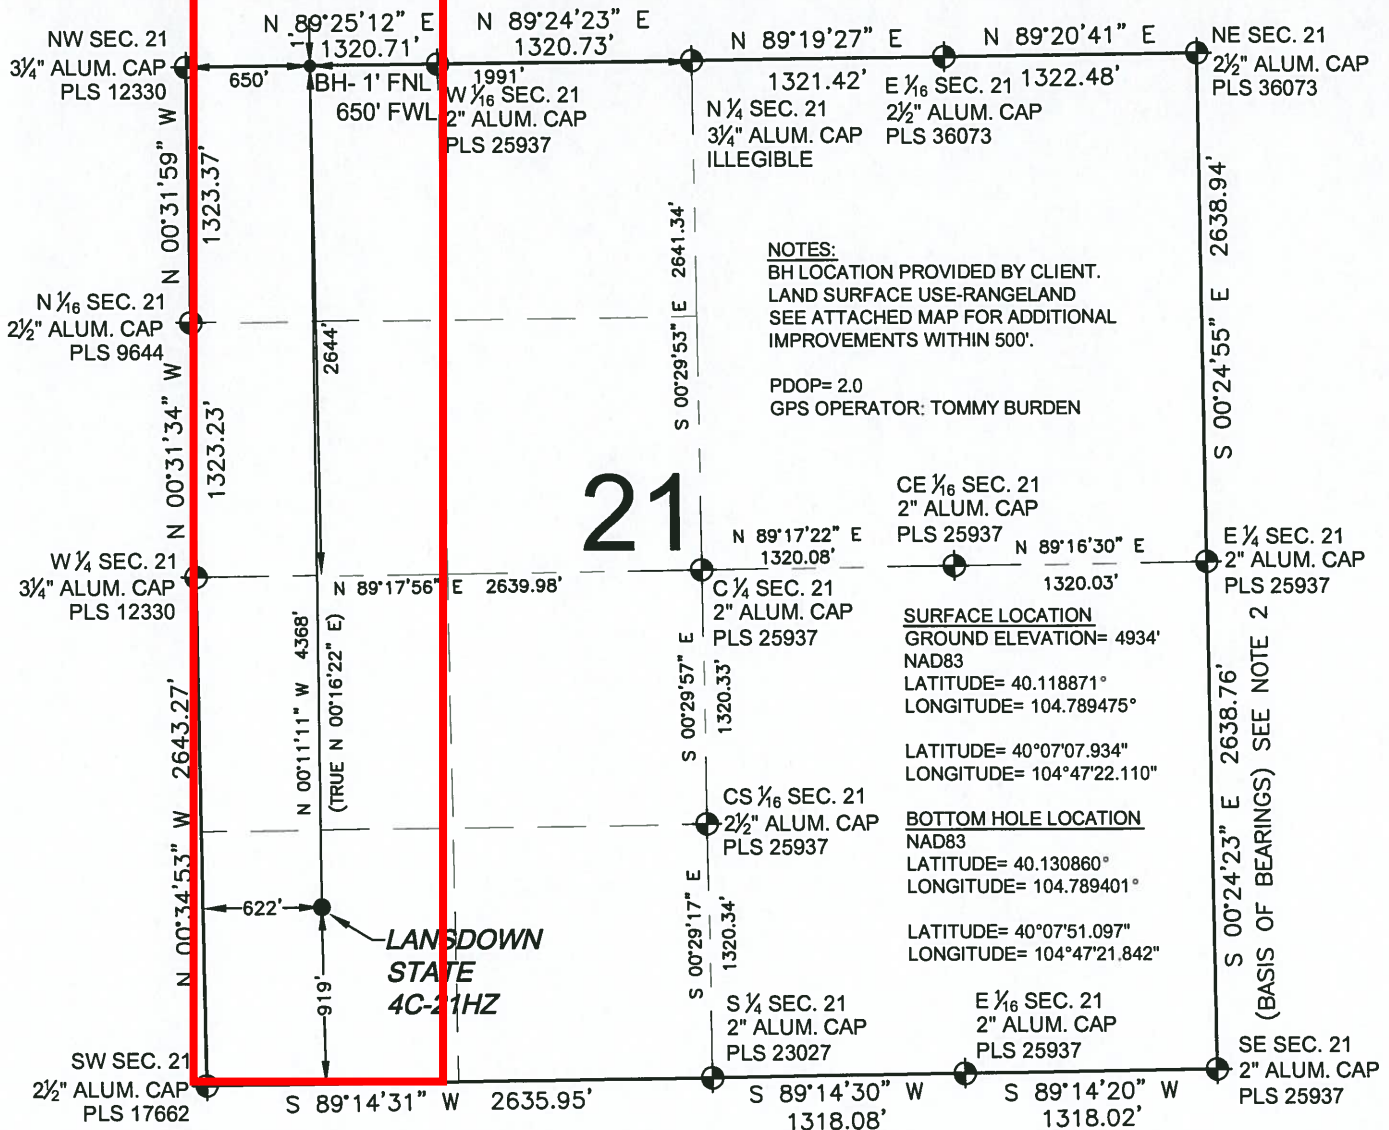 NW SEC. 21
3¼" ALUM. CAP
PLS 12330
N 89°25'12" E
1320.71'
1'
650'
BH- 1' FNL
650' FWL
N 89°24'23" E
1320.73'
1991'
W 1/16 SEC. 21
2" ALUM. CAP
PLS 25937
N 89°19'27" E
1321.42'
N ¼ SEC. 21
3¼" ALUM. CAP
ILLEGIBLE
E 1/16 SEC. 21
2½" ALUM. CAP
PLS 36073
N 89°20'41" E
1322.48'
NE SEC. 21
2½" ALUM. CAP
PLS 36073
N 00°31'59" W
1323.37'
N 1/16 SEC. 21
2½" ALUM. CAP
PLS 9644
2644'
S 00°29'53" E 2641.34'
NOTES:
BH LOCATION PROVIDED BY CLIENT.
LAND SURFACE USE-RANGELAND
SEE ATTACHED MAP FOR ADDITIONAL
IMPROVEMENTS WITHIN 500'.
PDOP= 2.0
GPS OPERATOR: TOMMY BURDEN
S 00°24'55" E 2638.94'
N 00°31'34" W
1323.23'
21
CE 1/16 SEC. 21
2" ALUM. CAP
PLS 25937
N 89°17'22" E
1320.08'
N 89°16'30" E
1320.03'
E ¼ SEC. 21
2" ALUM. CAP
PLS 25937
W ¼ SEC. 21
3¼" ALUM. CAP
PLS 12330
N 89°17'56" E 2639.98'
C ¼ SEC. 21
2" ALUM. CAP
PLS 25937
N 00°11'11" W 4368'
(TRUE N 00°16'22" E)
S 00°29'57" E
1320.33'
SURFACE LOCATION
GROUND ELEVATION= 4934'
NAD83
LATITUDE= 40.118871°
LONGITUDE= 104.789475°
LATITUDE= 40°07'07.934"
LONGITUDE= 104°47'22.110"
BOTTOM HOLE LOCATION
NAD83
LATITUDE= 40.130860°
LONGITUDE= 104.789401°
LATITUDE= 40°07'51.097"
LONGITUDE= 104°47'21.842"
N 00°34'53" W 2643.27'
CS 1/16 SEC. 21
2½" ALUM. CAP
PLS 25937
S 00°24'23" E 2638.76'
(BASIS OF BEARINGS) SEE NOTE 2
622'
LANSDOWN
STATE
4C-21HZ
919'
S 00°29'17" E
1320.34'
SW SEC. 21
2½" ALUM. CAP
PLS 17662
S 89°14'31" W 2635.95'
S ¼ SEC. 21
2" ALUM. CAP
PLS 23027
S 89°14'30" W
1318.08'
E 1/16 SEC. 21
2" ALUM. CAP
PLS 25937
S 89°14'20" W
1318.02'
SE SEC. 21
2" ALUM. CAP
PLS 25937